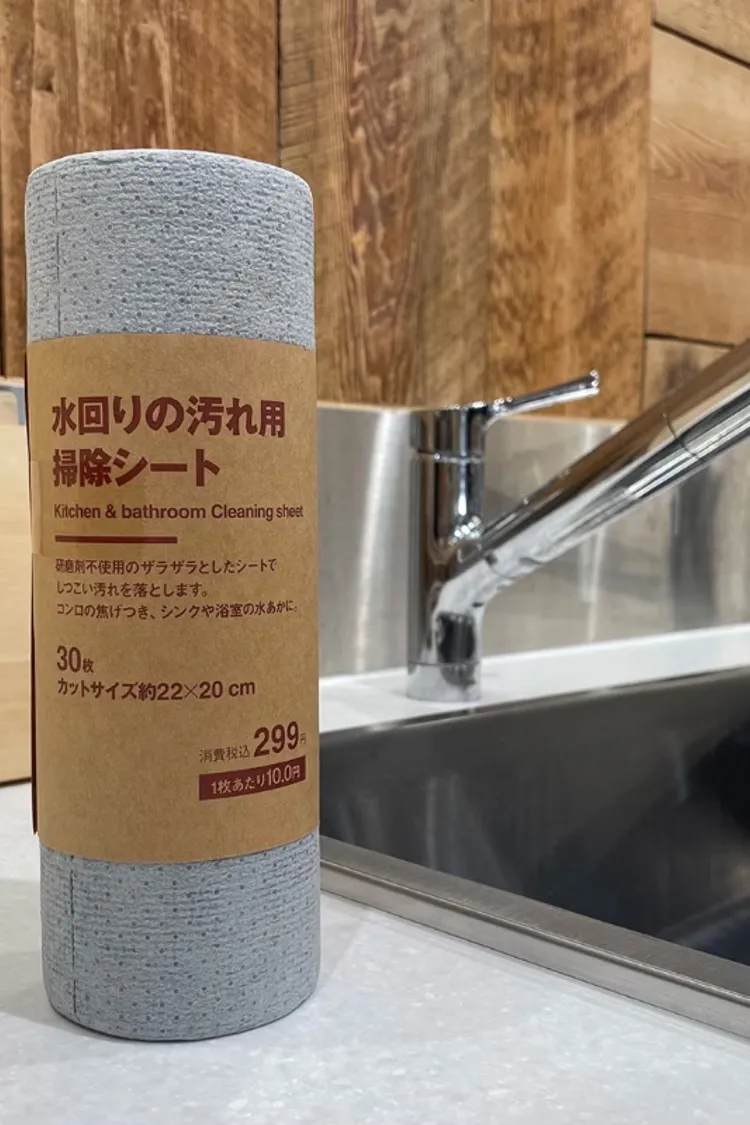 水回りの汚れ用
掃除シート
Kitchen & bathroom Cleaning sheet
研磨剤不使用のザラザラとしたシートで
しつこい汚れを落とします。
コンロの焦げつき、シンクや浴室の水あかに。
30枚
カットサイズ約22×20 cm
消費税込299円
1枚あたり10.0円